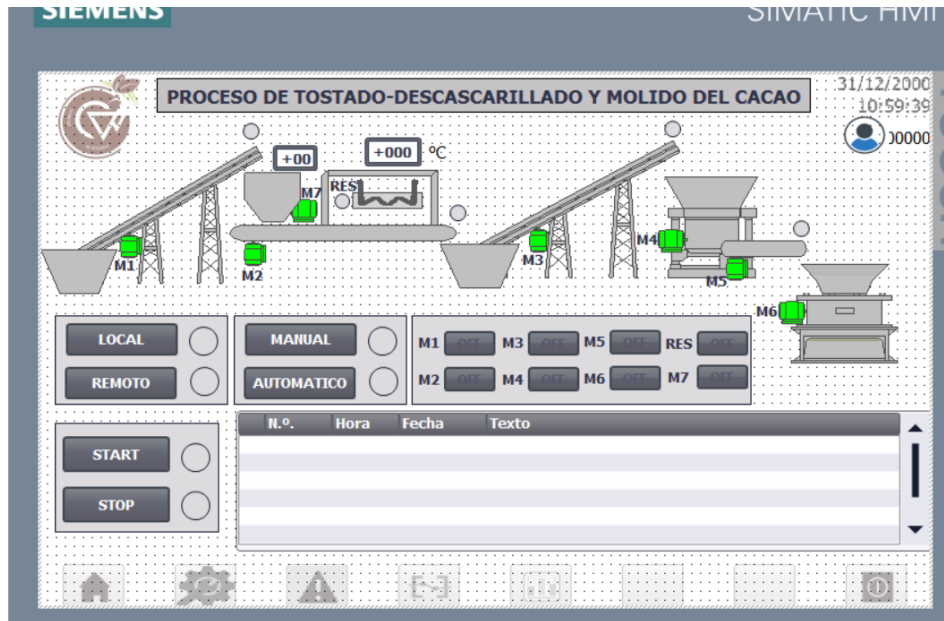 SIEMENS
SIMATIC HMI
PROCESO DE TOSTADO-DESCASCARILLADO Y MOLIDO DEL CACAO
31/12/2000
10:59:39
+00
+000 ºC
00000
M7
RES
M1
M2
M3
M4
M5
M6
LOCAL
MANUAL
M1 OFF M3 OFF M5 OFF RES OFF
REMOTO
AUTOMATICO
M2 OFF M4 OFF M6 OFF M7 OFF
N.º. Hora Fecha Texto
START
STOP